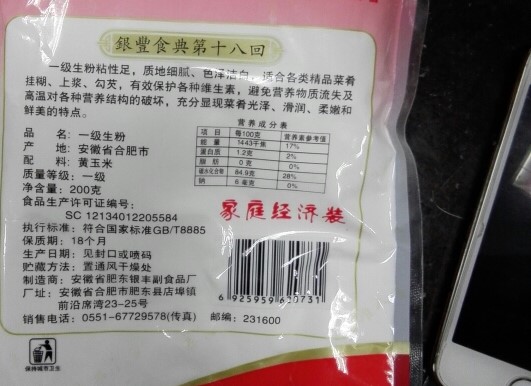 銀豐食典第十八回
一级生粉粘性足，质地细腻、色泽洁白，适合各类精品菜肴
挂糊、上浆、勾芡，有效保护各种维生素，避免营养物质流失及
高温对各种营养结构的破坏，充分显现菜肴光泽、滑润、柔嫩和
鲜美的特点。
品 名：一级生粉
产 地：安徽省合肥市
配 料：黄玉米
质量等级：一级
净含量：200克
食品生产许可证编号：
SC 12134012205584
执行标准：符合国家标准GB/T8885
保质期：18个月
生产日期：见封口或喷码
贮藏方法：置通风干燥处
制造商：安徽省肥东银丰副食品厂
厂址：安徽省合肥市肥东县店埠镇
前沿席湾23-25号
销售电话：0551-67729578(传真) 邮编：231600
营养成分表
项目 每100克 营养素参考值
能量 1443千焦 17%
蛋白质 1.2克 2%
脂肪 0克 0%
碳水化合物 84.9克 28%
钠 6毫克 0%
家庭经济装
保持城市卫生